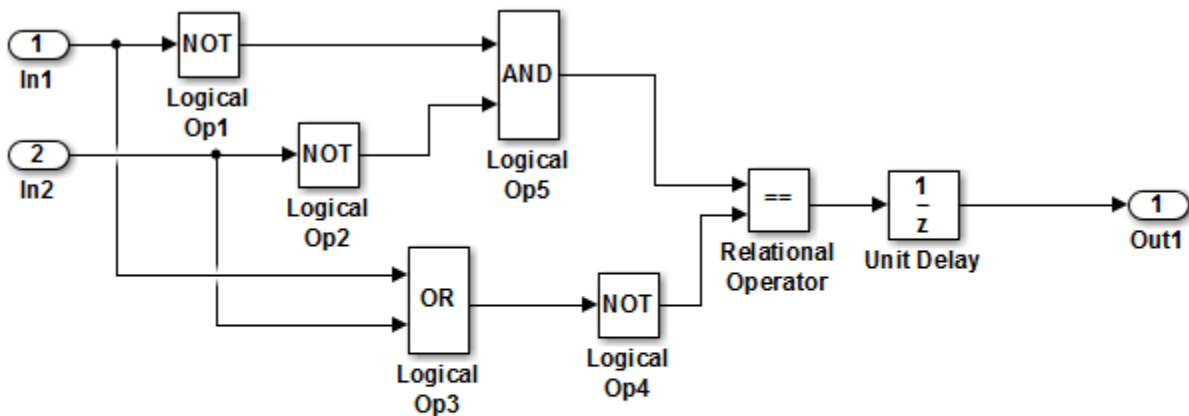 1
In1
NOT
Logical
Op1
AND
Logical
Op5
2
In2
NOT
Logical
Op2
OR
Logical
Op3
NOT
Logical
Op4
==
Relational
Operator
1
z
Unit Delay
1
Out1